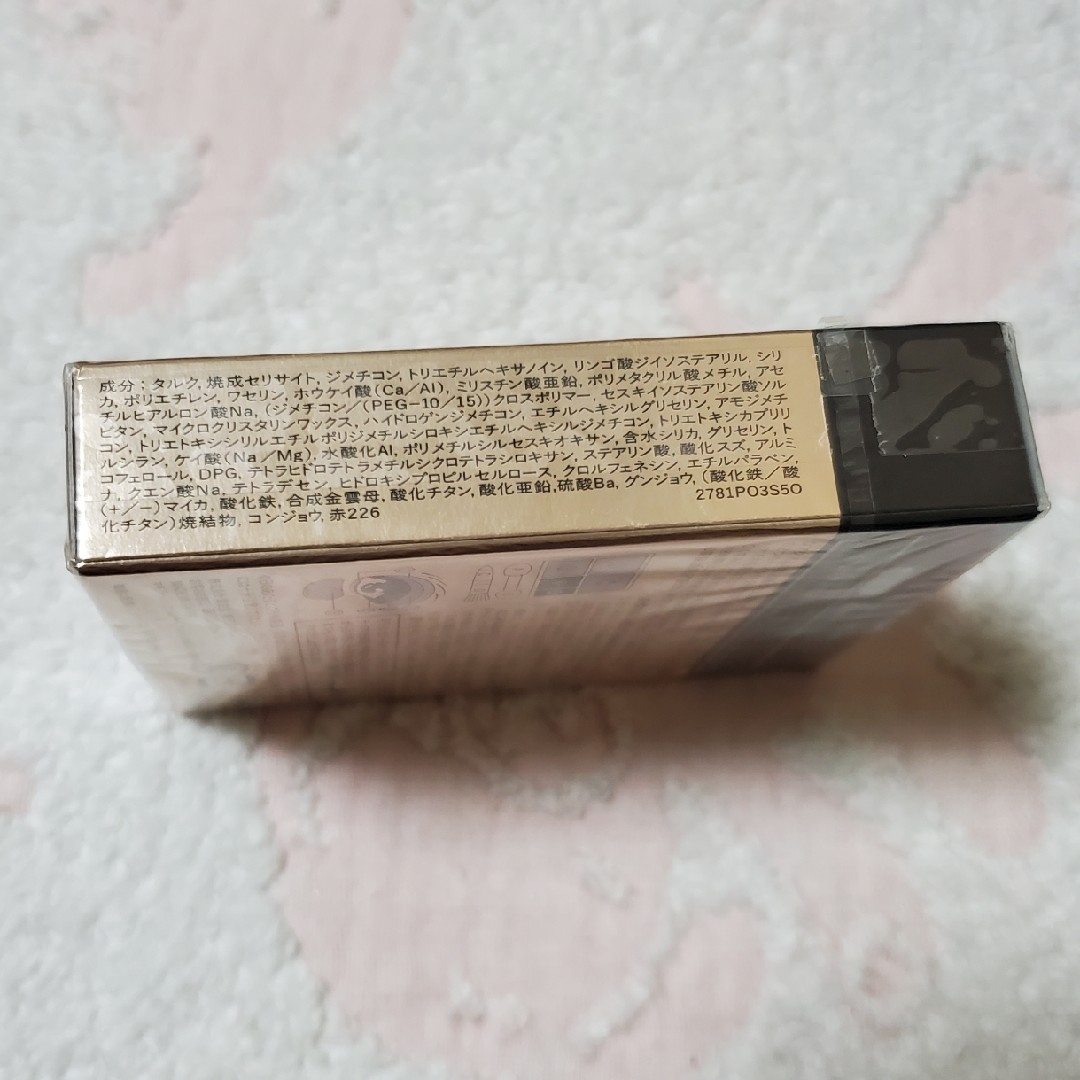 成分：タルク, 焼成セリサイト, ジメチコン, トリエチルヘキサノイン, リンゴ酸ジイソステアリル, シリ
カ, ポリエチレン, ワセリン, ホウケイ酸(Ca/Al), ミリスチン酸亜鉛, ポリメタクリル酸メチル, アセ
チルヒアルロン酸Na, (ジメチコン/(PEG-10/15))クロスポリマー, セスキイソステアリン酸ソル
ビタン, マイクロクリスタリンワックス, ハイドロゲンジメチコン, エチルヘキシルグリセリン, アモジメチ
コン, トリエトキシシリルエチルポリジメチルシロキシエチルヘキシルジメチコン, トリエトキシカプリリ
ルシラン, ケイ酸(Na/Mg), 水酸化Al, ポリメチルシルセスキオキサン, 含水シリカ, グリセリン, ト
コフェロール, DPG, テトラヒドロテトラメチルシクロテトラシロキサン, ステアリン酸, 酸化スズ, アルミ
ナ, クエン酸Na, テトラデセン, ヒドロキシプロピルセルロース, クロルフェネシン, エチルパラベン,
(+/-)マイカ, 酸化鉄, 合成金雲母, 酸化チタン, 酸化亜鉛, 硫酸Ba, グンジョウ, (酸化鉄/酸
化チタン)焼結物, コンジョウ, 赤226
2781P03S50